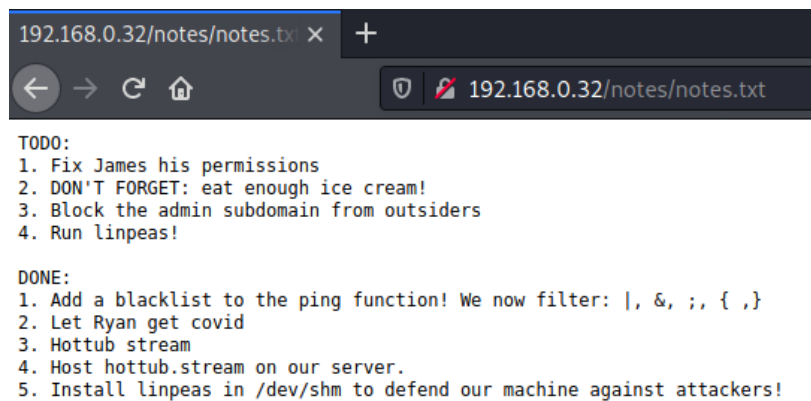 192.168.0.32/notes/notes.tx
192.168.0.32/notes/notes.txt
TODO:
1. Fix James his permissions
2. DON'T FORGET: eat enough ice cream!
3. Block the admin subdomain from outsiders
4. Run linpeas!
DONE:
1. Add a blacklist to the ping function! We now filter: |, &, ;, { ,}
2. Let Ryan get covid
3. Hottub stream
4. Host hottub.stream on our server.
5. Install linpeas in /dev/shm to defend our machine against attackers!